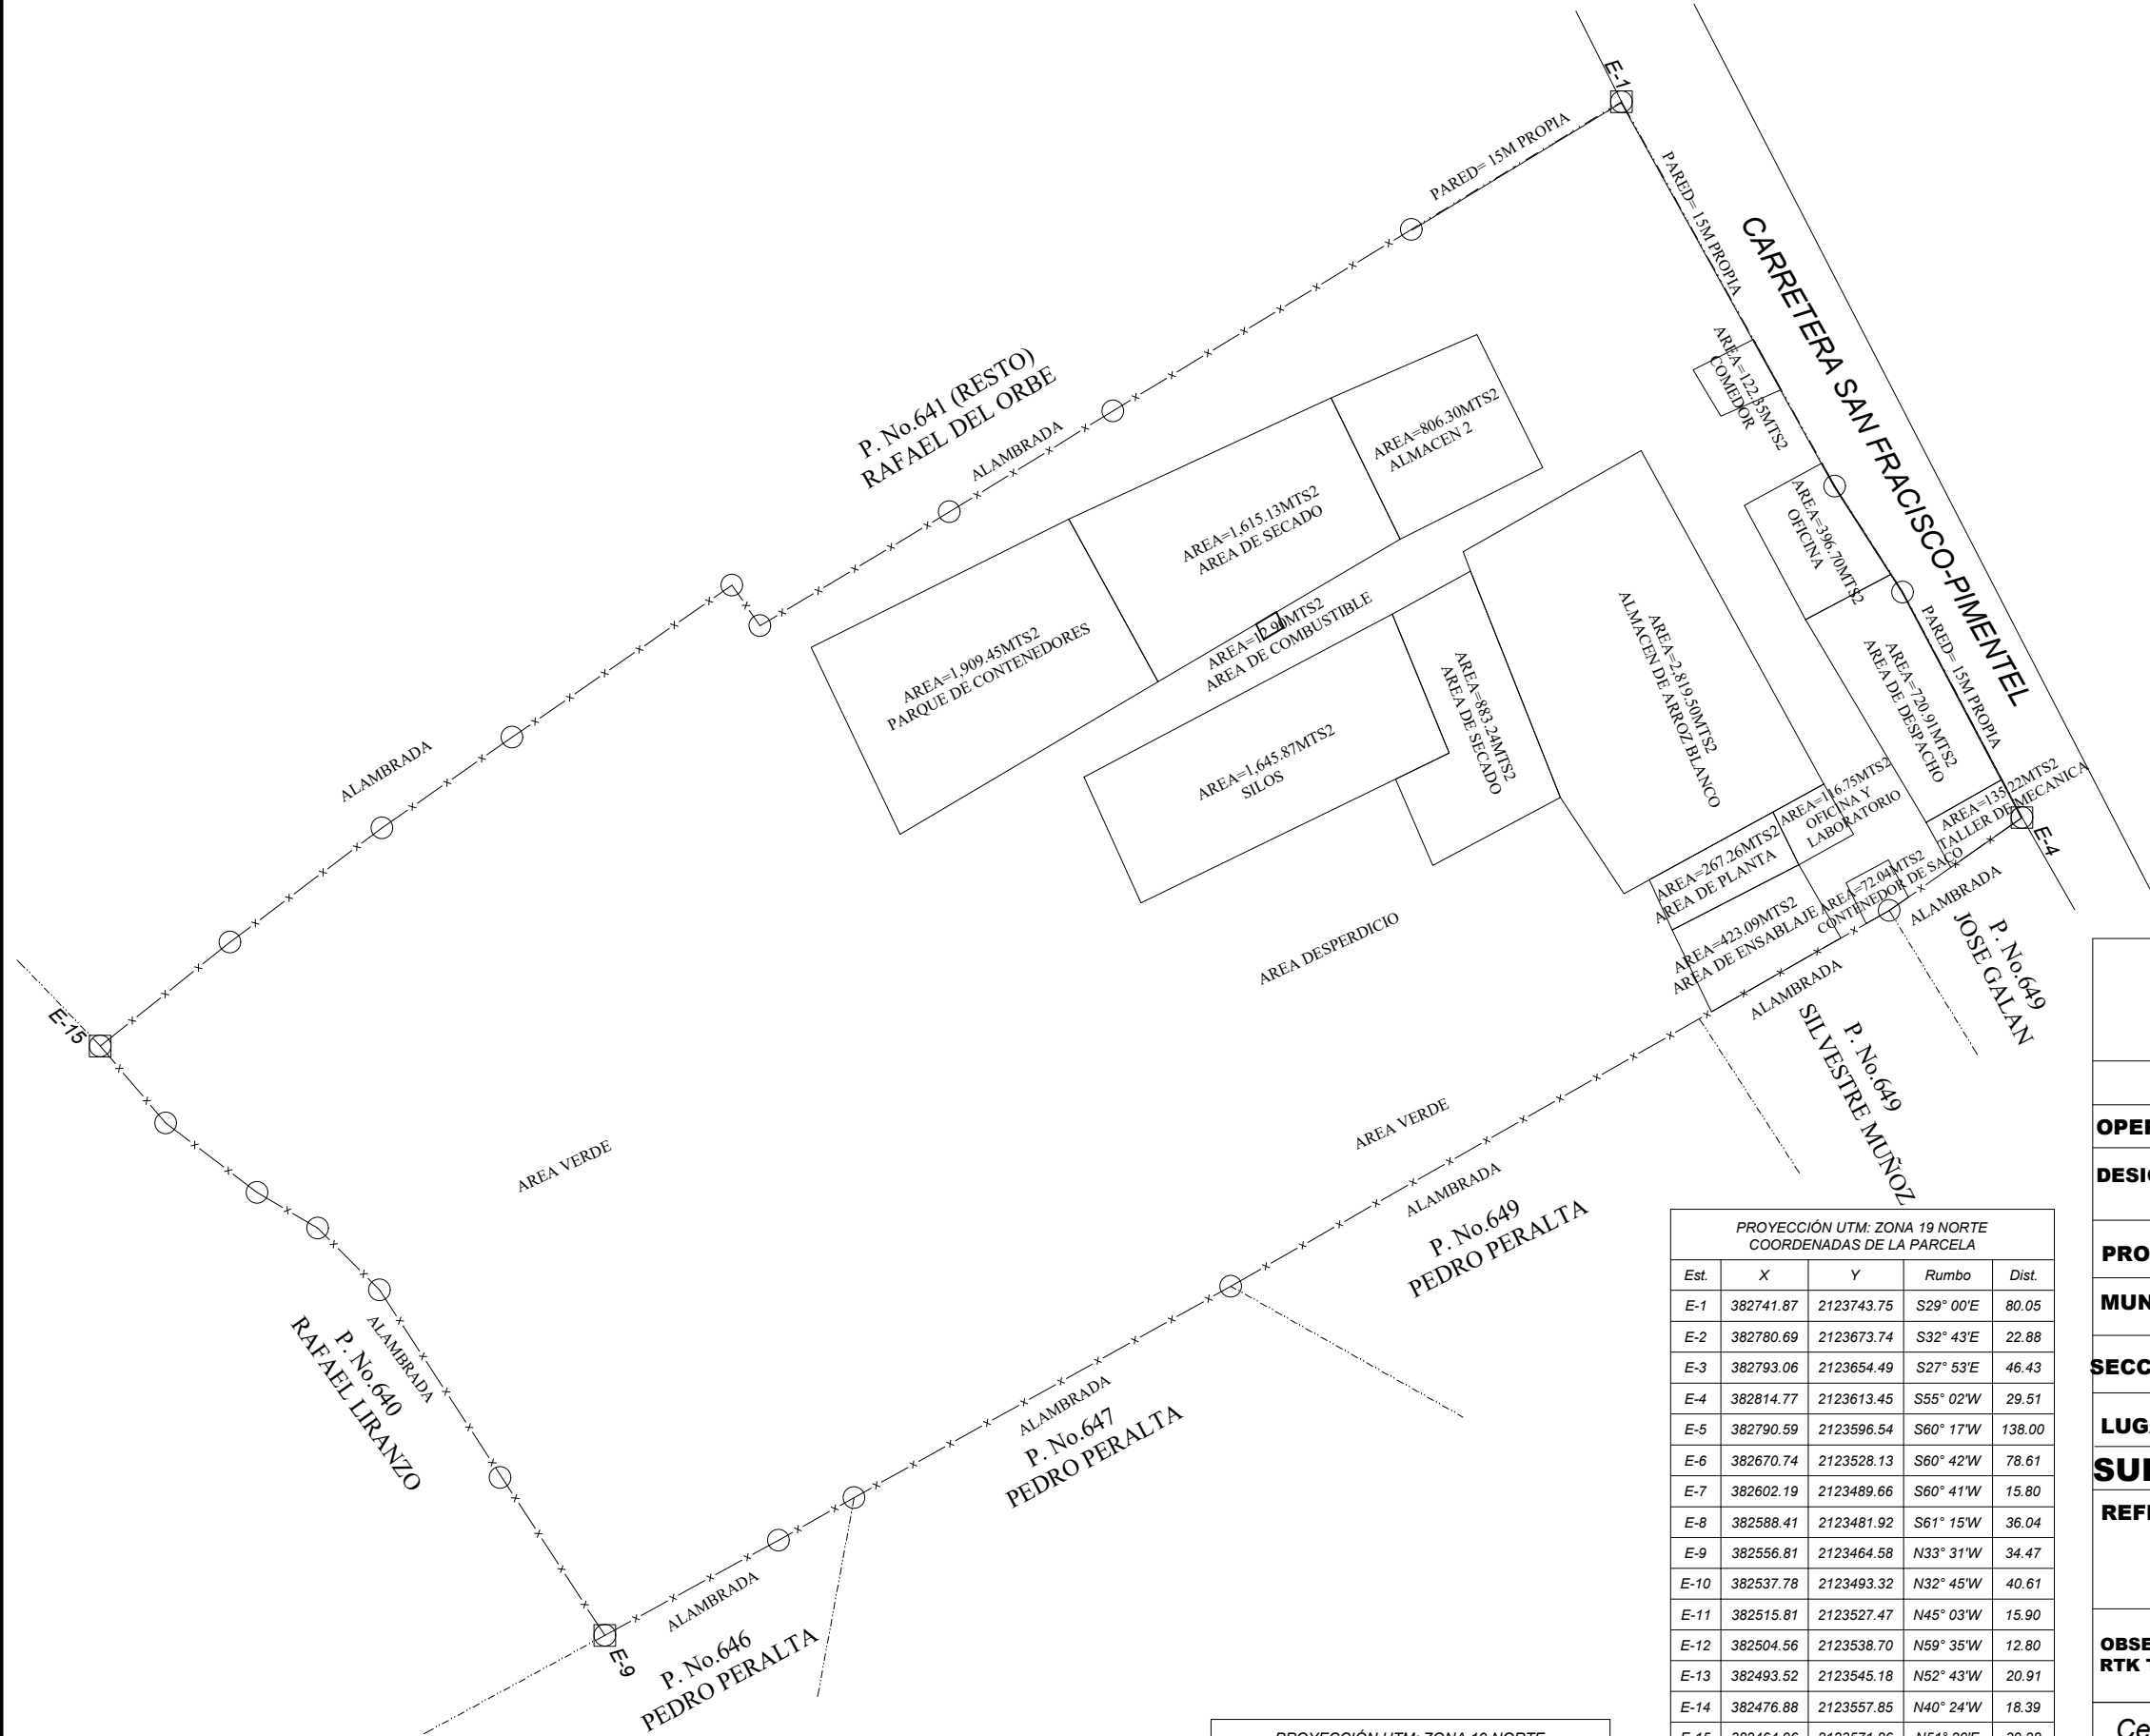 E-1
PARED= 15M PROPIA
PARED= 15M PROPIA
CARRETERA SAN FRACISCO-PIMENTEL
P. No.641 (RESTO)
RAFAEL DEL ORBE
ALAMBRADA
AREA=122.35MTS2
COMEDOR
AREA=806.30MTS2
ALMACEN 2
AREA=1,615.13MTS2
AREA DE SECADO
AREA=396.70MTS2
OFICINA
AREA=1,909.45MTS2
PARQUE DE CONTENEDORES
AREA=12.90MTS2
AREA DE COMBUSTIBLE
AREA=2,819.50MTS2
ALMACEN DE ARROZ BLANCO
PARED= 15M PROPIA
AREA=720.91MTS2
AREA DE DESPACHO
AREA=883.24MTS2
AREA DE SECADO
AREA=1,645.87MTS2
SILOS
ALAMBRADA
AREA=116.75MTS2
OFICINA Y
LABORATORIO
AREA=135.22MTS2
TALLER DE MECANICA
E-4
AREA=267.26MTS2
AREA DE PLANTA
AREA=72.04MTS2
CONTENEDOR DE SACO
AREA=423.09MTS2
AREA DE ENSABLAJE
ALAMBRADA
AREA DESPERDICIO
ALAMBRADA
P. No.649
JOSE GALAN
P. No.649
SILVESTRE MUÑOZ
E-15
AREA VERDE
AREA VERDE
ALAMBRADA
P. No.649
PEDRO PERALTA
ALAMBRADA
P. No.640
RAFAEL LIRANZO
ALAMBRADA
P. No.647
PEDRO PERALTA
ALAMBRADA
E-9
P. No.646
PEDRO PERALTA
PROYECCIÓN UTM: ZONA 19 NORTE
COORDENADAS DE LA PARCELA
Est. X Y Rumbo Dist.
E-1 382741.87 2123743.75 S29° 00'E 80.05
E-2 382780.69 2123673.74 S32° 43'E 22.88
E-3 382793.06 2123654.49 S27° 53'E 46.43
E-4 382814.77 2123613.45 S55° 02'W 29.51
E-5 382790.59 2123596.54 S60° 17'W 138.00
E-6 382670.74 2123528.13 S60° 42'W 78.61
E-7 382602.19 2123489.66 S60° 41'W 15.80
E-8 382588.41 2123481.92 S61° 15'W 36.04
E-9 382556.81 2123464.58 N33° 31'W 34.47
E-10 382537.78 2123493.32 N32° 45'W 40.61
E-11 382515.81 2123527.47 N45° 03'W 15.90
E-12 382504.56 2123538.70 N59° 35'W 12.80
E-13 382493.52 2123545.18 N52° 43'W 20.91
E-14 382476.88 2123557.85 N40° 24'W 18.39
PROYECCIÓN UTM: ZONA 19 NORTE